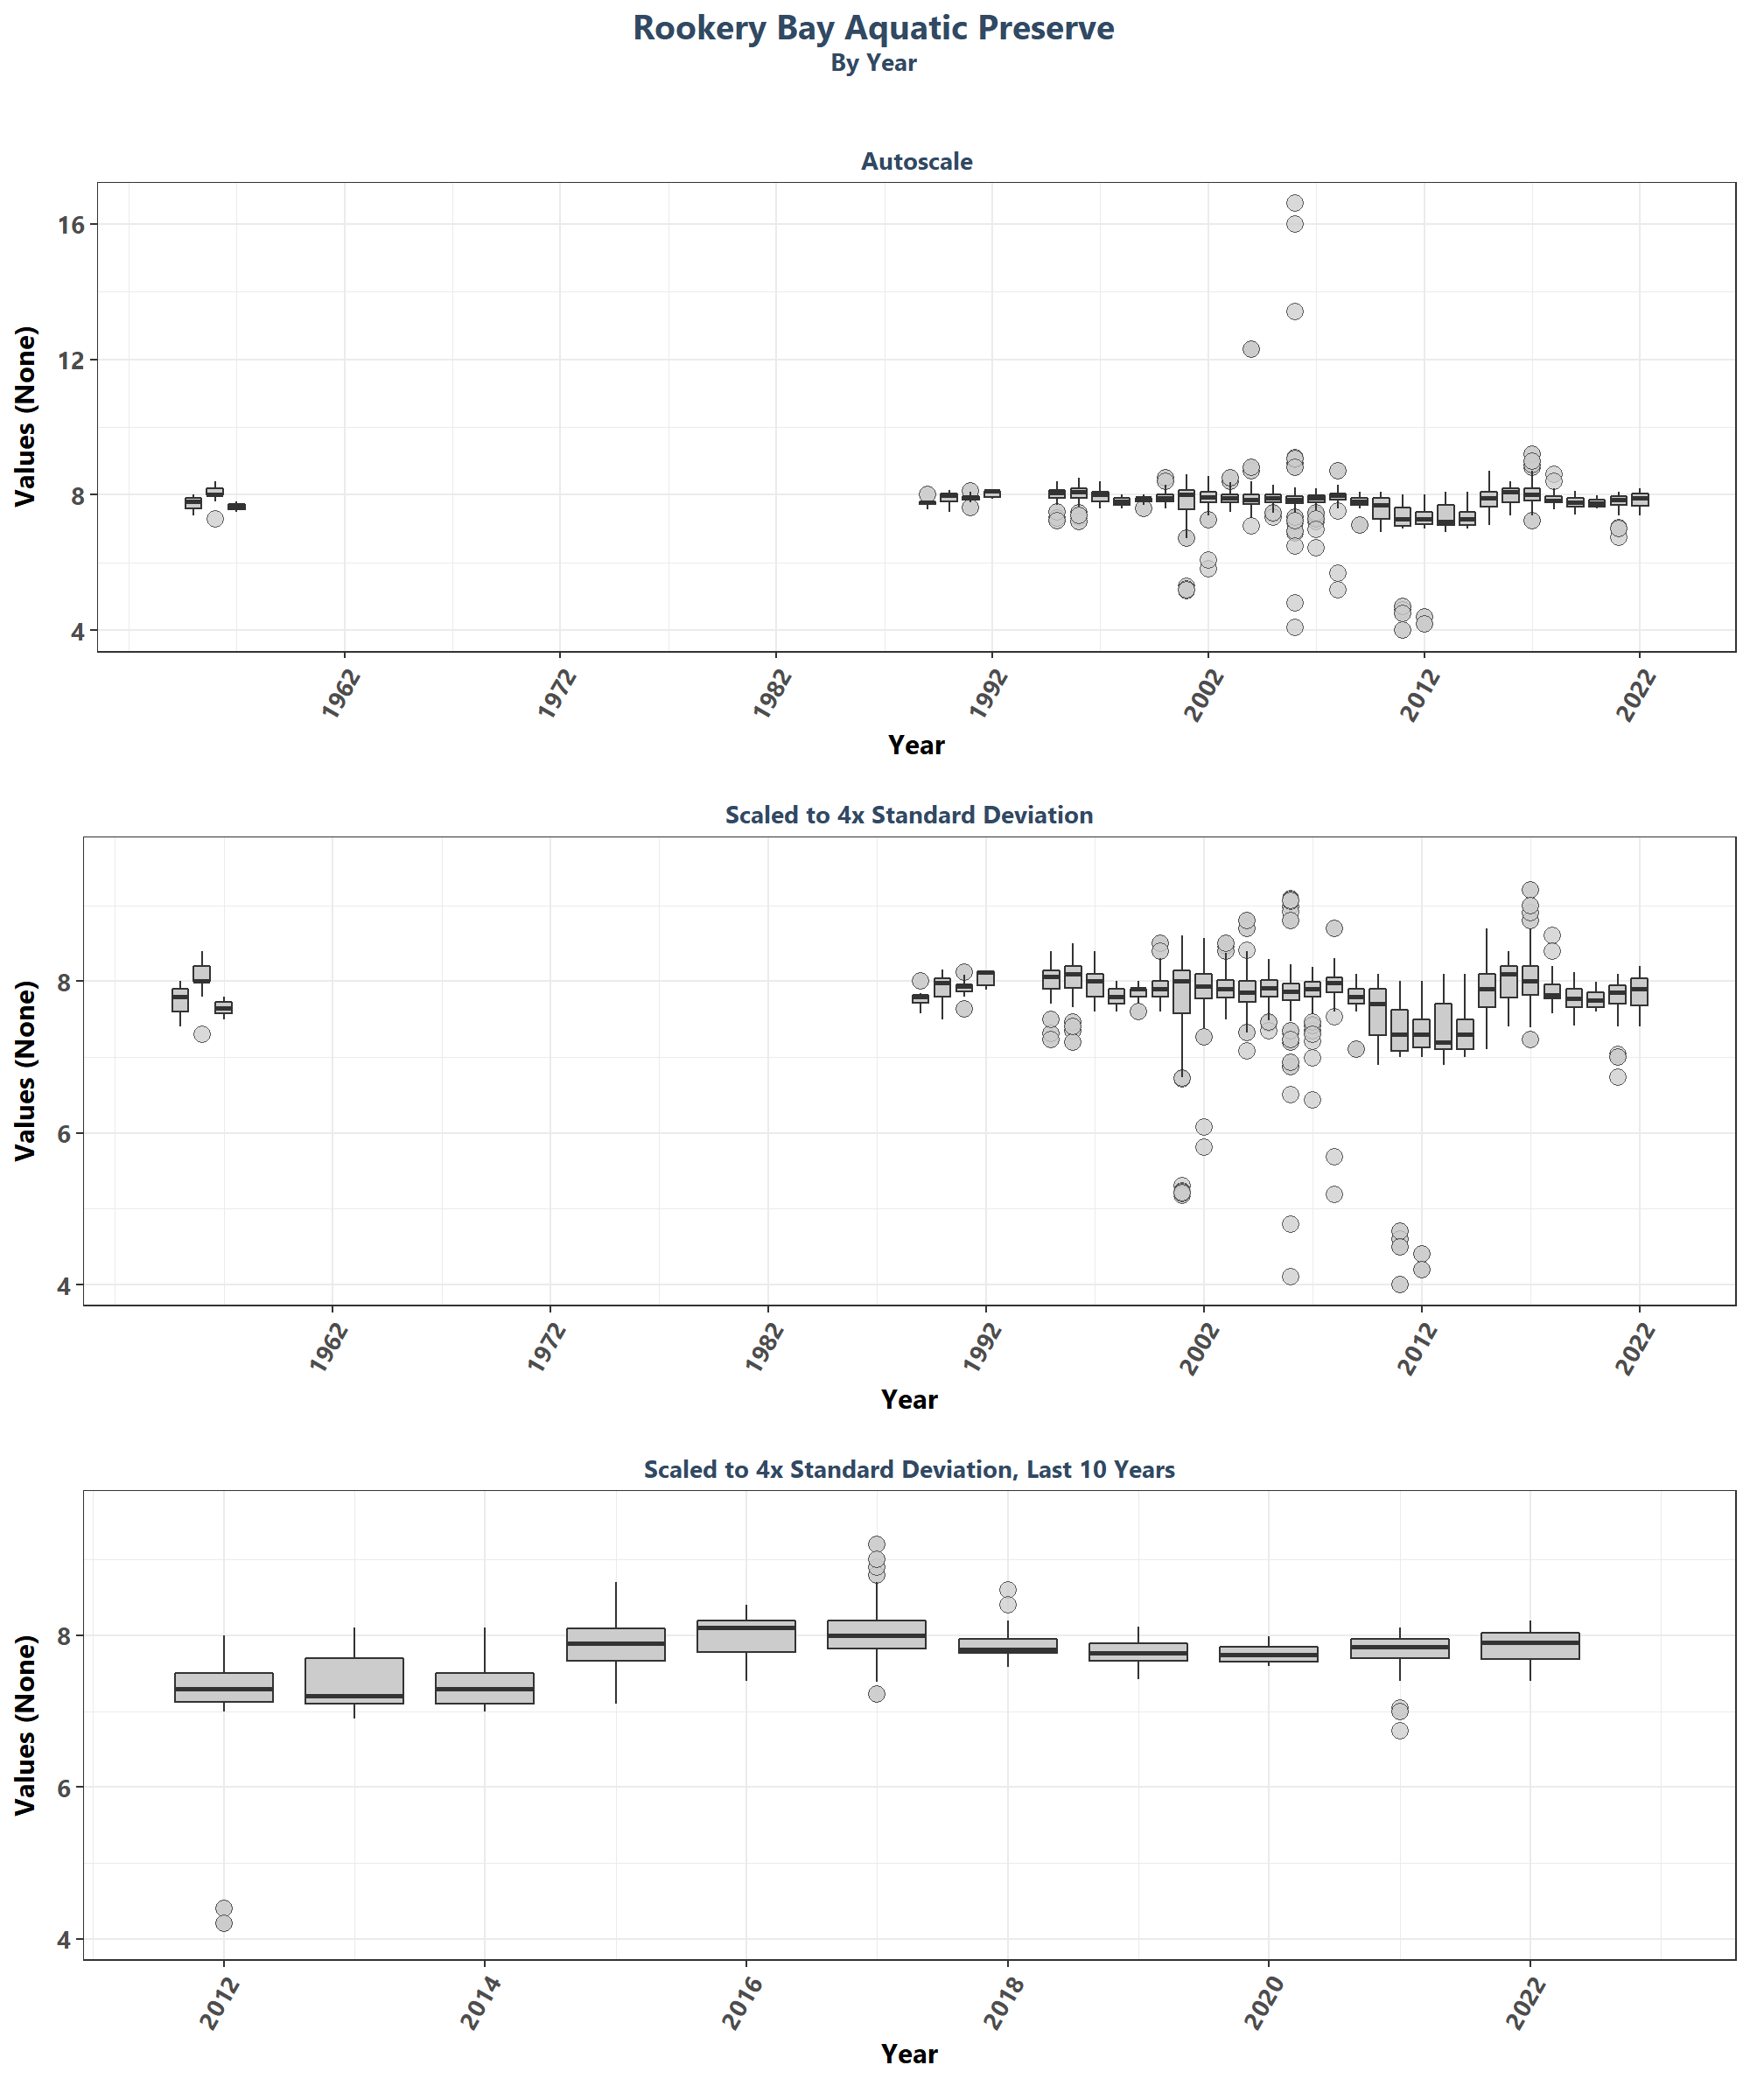 Rookery Bay Aquatic Preserve
By Year
Autoscale
Values (None)
16
12
8
4
1962 1972 1982 1992 2002 2012 2022
Year
Scaled to 4x Standard Deviation
Values (None)
8
6
4
1962 1972 1982 1992 2002 2012 2022
Year
Scaled to 4x Standard Deviation, Last 10 Years
Values (None)
8
6
4
2012 2014 2016 2018 2020 2022
Year